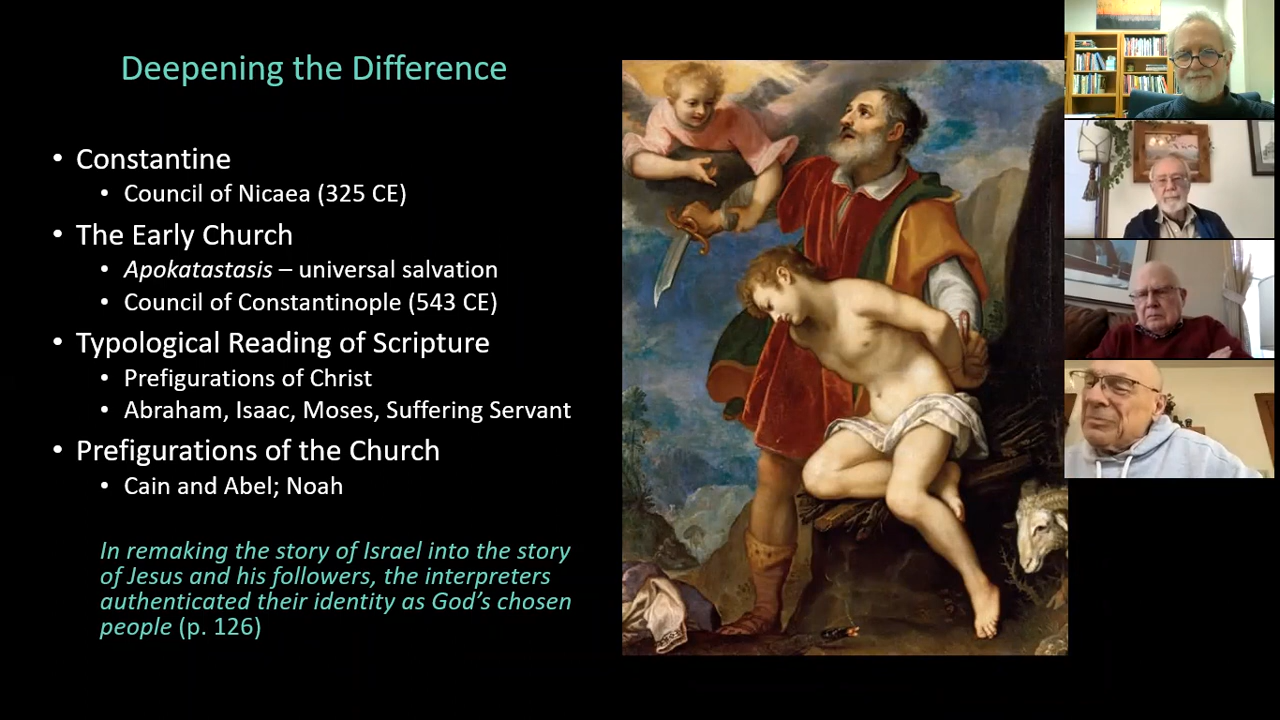 Deepening the Difference
• Constantine
• Council of Nicaea (325 CE)
• The Early Church
• Apokatastasis – universal salvation
• Council of Constantinople (543 CE)
• Typological Reading of Scripture
• Prefigurations of Christ
• Abraham, Isaac, Moses, Suffering Servant
• Prefigurations of the Church
• Cain and Abel; Noah
In remaking the story of Israel into the story
of Jesus and his followers, the interpreters
authenticated their identity as God’s chosen
people (p. 126)